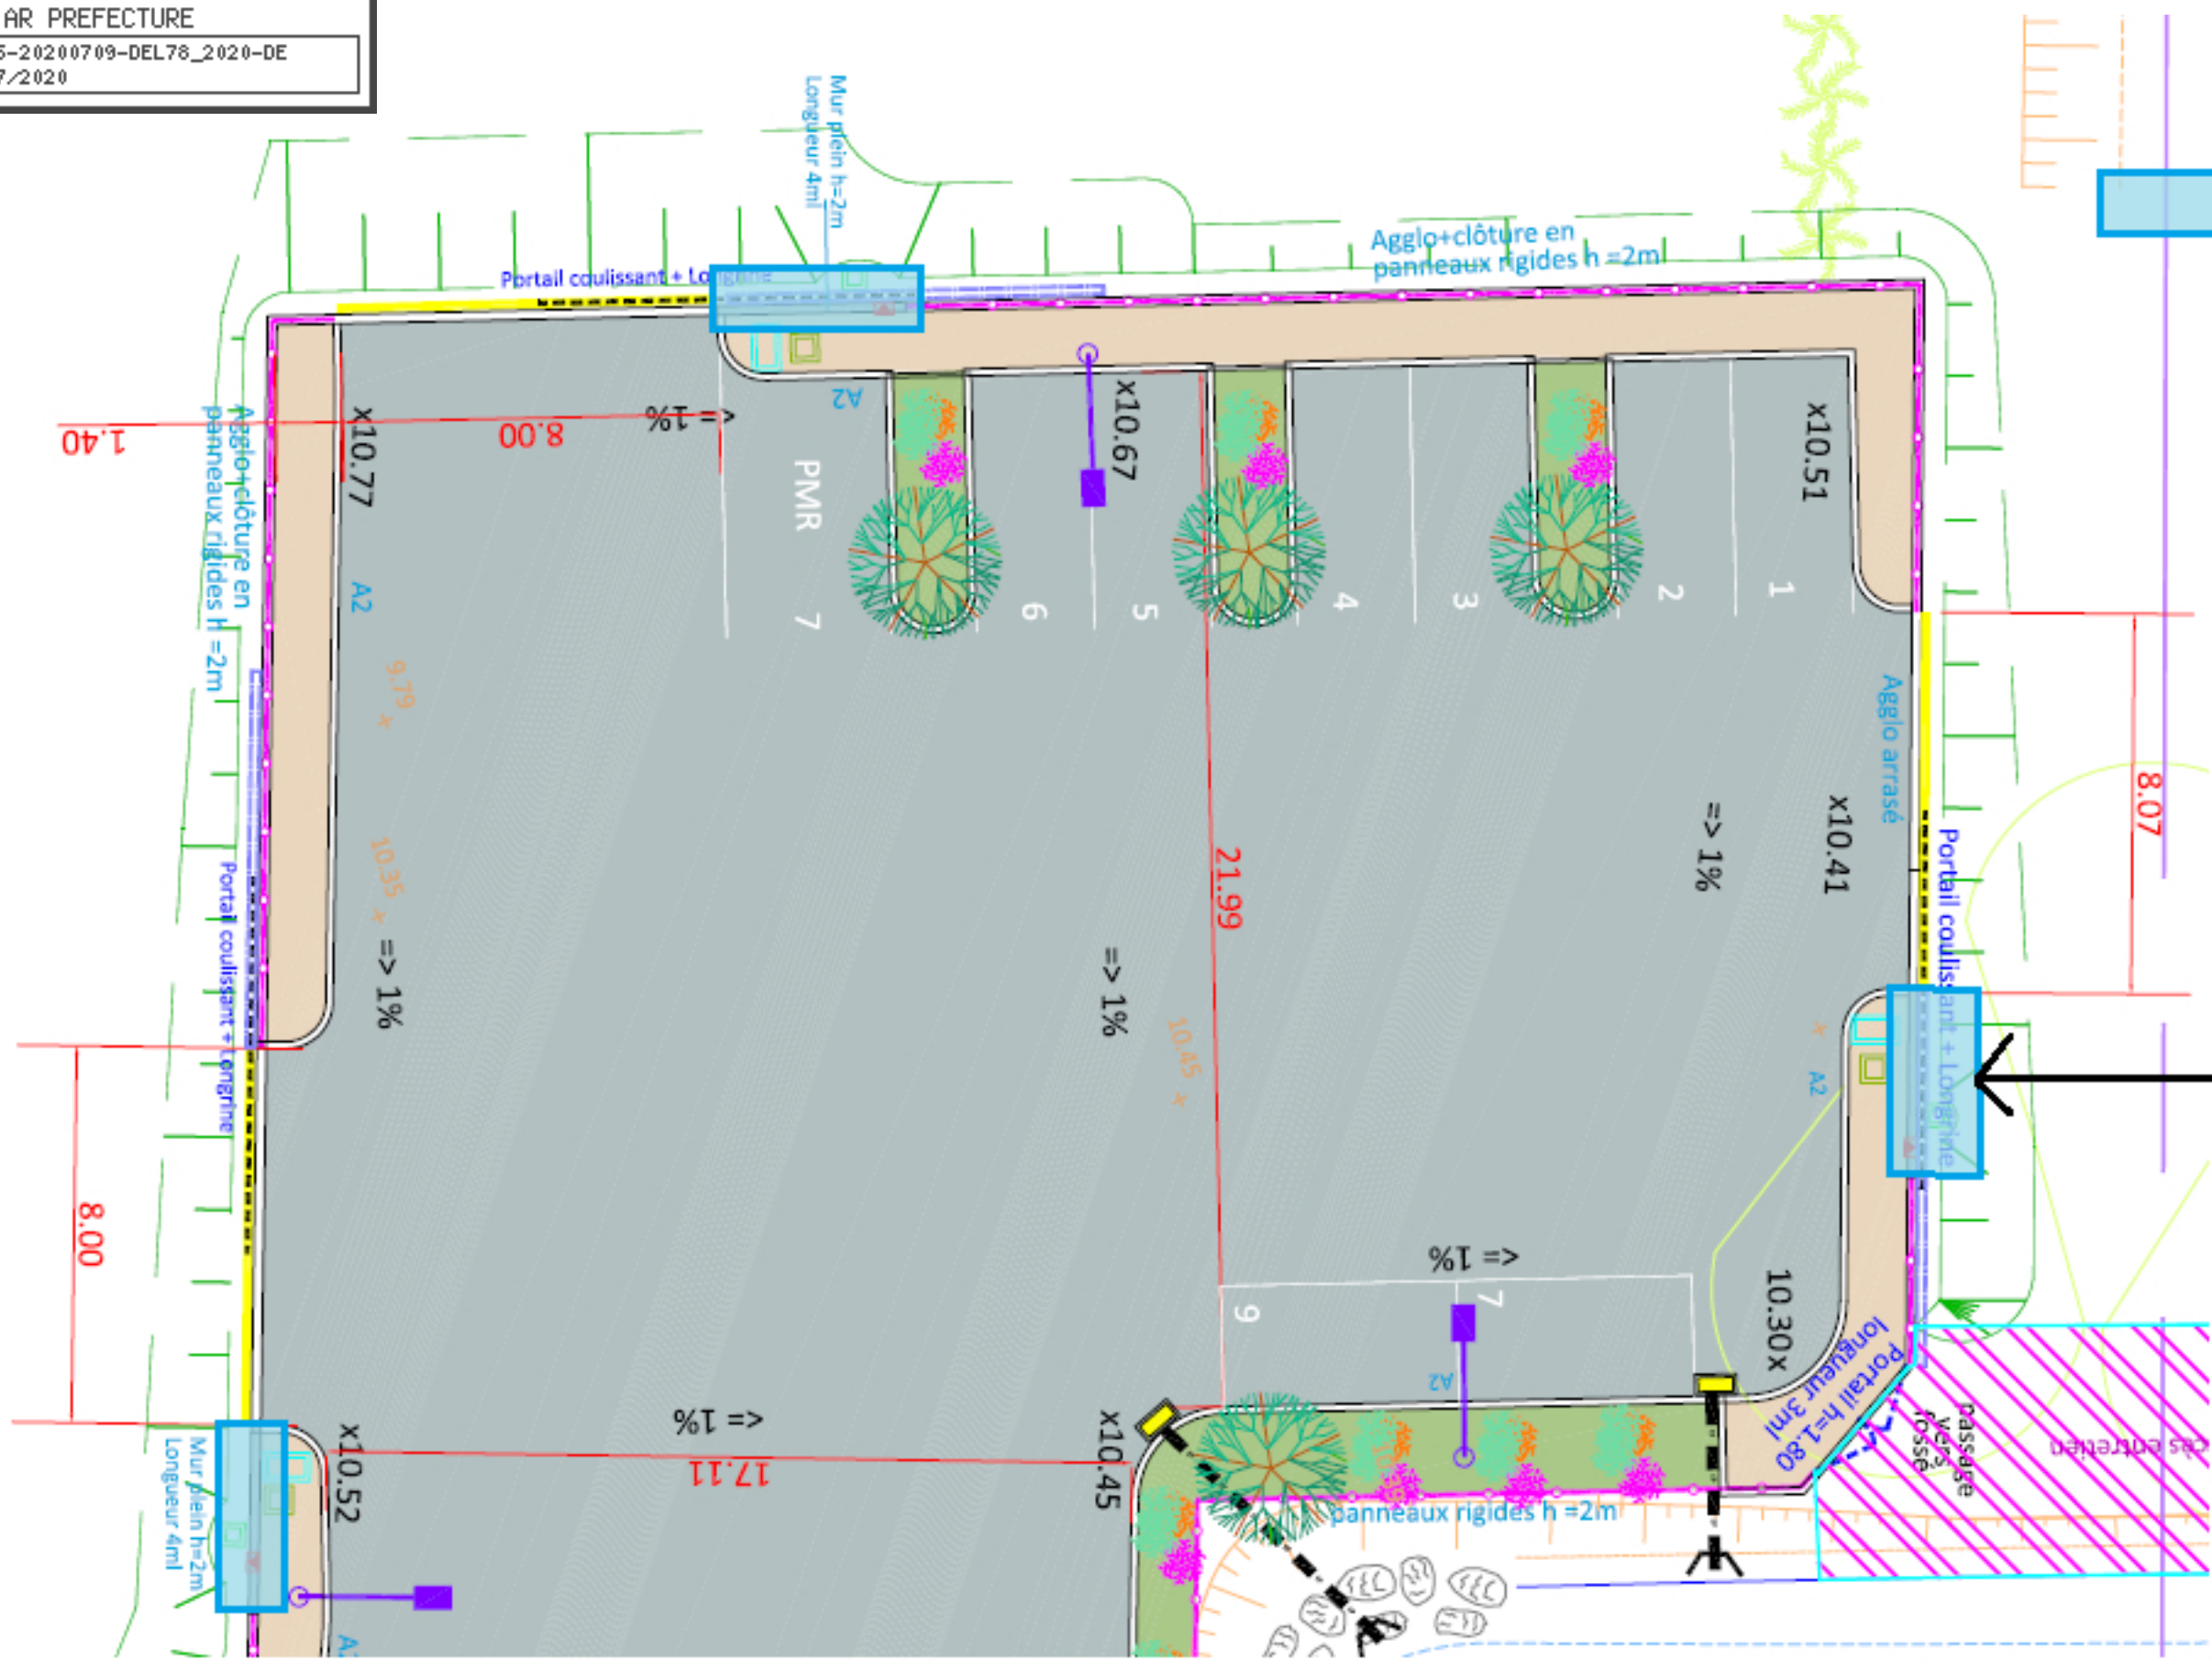 AR PREFECTURE
5-20200709-DEL78_2020-DE
7/2020
Mur plein h=2m
Longueur 4ml
Agglo+clôture en
panneaux rigides h =2m
Portail coulissant + Longrine
1.40
8.00
<= 1%
x10.77
A2
x10.67
x10.51
PMR
7
6
5
4
3
2
1
Agglo+clôture en
panneaux rigides h =2m
A2
9.79
x
10.35 x
=> 1%
Portail coulissant + Longrine
21.99
=> 1%
10.45 x
=> 1%
x10.41
Agglo arrasé
8.07
Portail coulissant + Longrine
x
A2
8.00
<= 1%
9
7
A2
10.30x
Portail h=1.80
longueur 3ml
passage
vers
fossé
cès entretien
<= 1%
17.11
x10.52
x10.45
Mur plein h=2m
Longueur 4ml
panneaux rigides h =2m